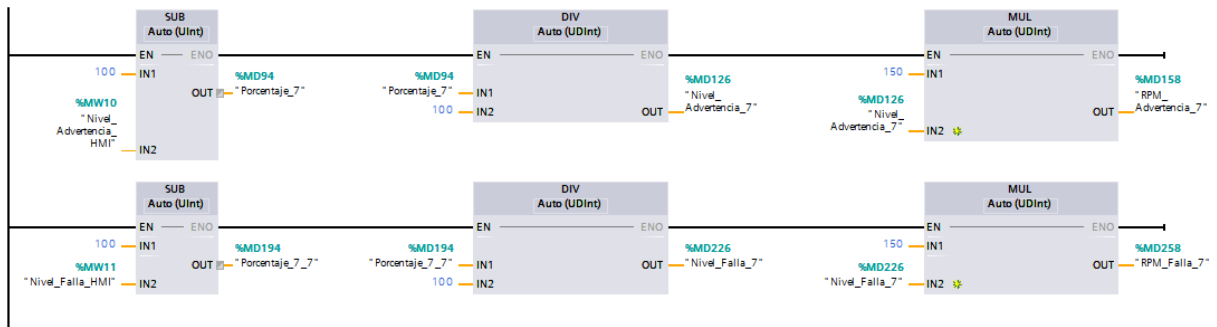 SUB
Auto (UInt)
EN ENO
100 IN1
%MD94
OUT "Porcentaje_7"
%MW10
"Nivel_
Advertencia_
HMI" IN2
DIV
Auto (UDInt)
EN ENO
%MD94
"Porcentaje_7" IN1
100 IN2
%MD126
"Nivel_
OUT Advertencia_7"
MUL
Auto (UDInt)
EN ENO
150 IN1
%MD158
"RPM_
OUT Advertencia_7"
%MD126
"Nivel_
Advertencia_7" IN2
SUB
Auto (UInt)
EN ENO
100 IN1
%MD194
OUT "Porcentaje_7_7"
%MW11
"Nivel_Falla_HMI" IN2
DIV
Auto (UDInt)
EN ENO
%MD194
"Porcentaje_7_7" IN1
100 IN2
%MD226
OUT "Nivel_Falla_7"
MUL
Auto (UDInt)
EN ENO
150 IN1
%MD258
OUT "RPM_Falla_7"
%MD226
"Nivel_Falla_7" IN2